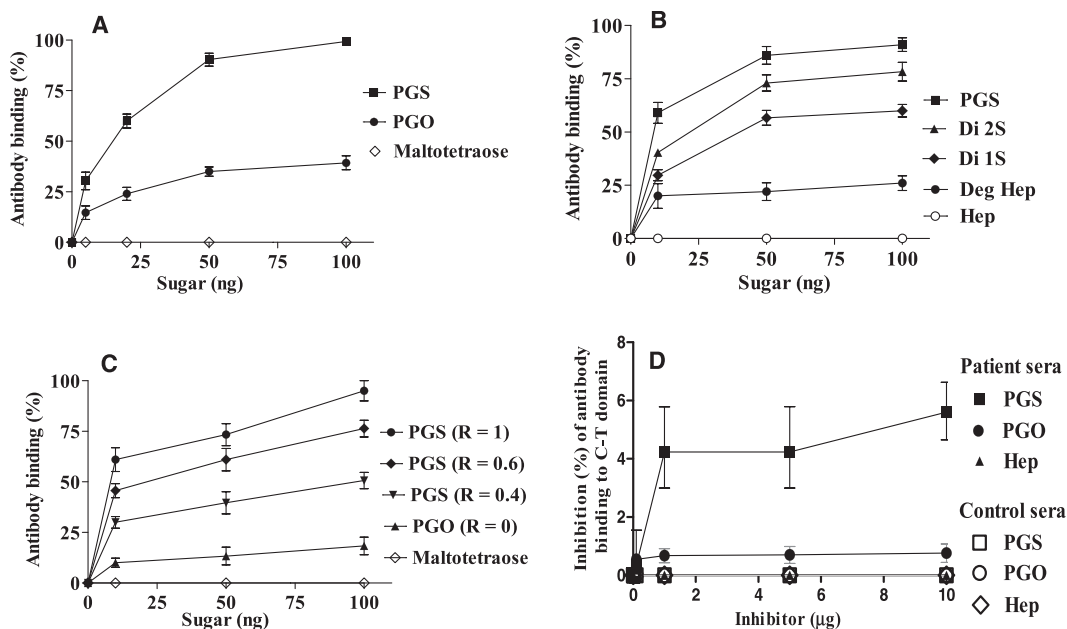 A
Antibody binding (%)
100
75
50
25
0
0 25 50 75 100
Sugar (ng)
PGS
PGO
Maltotetraose
B
Antibody binding (%)
100
75
50
25
0
0 25 50 75 100
Sugar (ng)
PGS
Di 2S
Di 1S
Deg Hep
Hep
C
Antibody binding (%)
100
75
50
25
0
0 25 50 75 100
Sugar (ng)
PGS (R = 1)
PGS (R = 0.6)
PGS (R = 0.4)
PGO (R = 0)
Maltotetraose
D
Inhibition (%) of antibody
binding to C-T domain
8
6
4
2
0
0 2 4 6 8 10
Inhibitor (µg)
Patient sera
PGS
PGO
Hep
Control sera
PGS
PGO
Hep